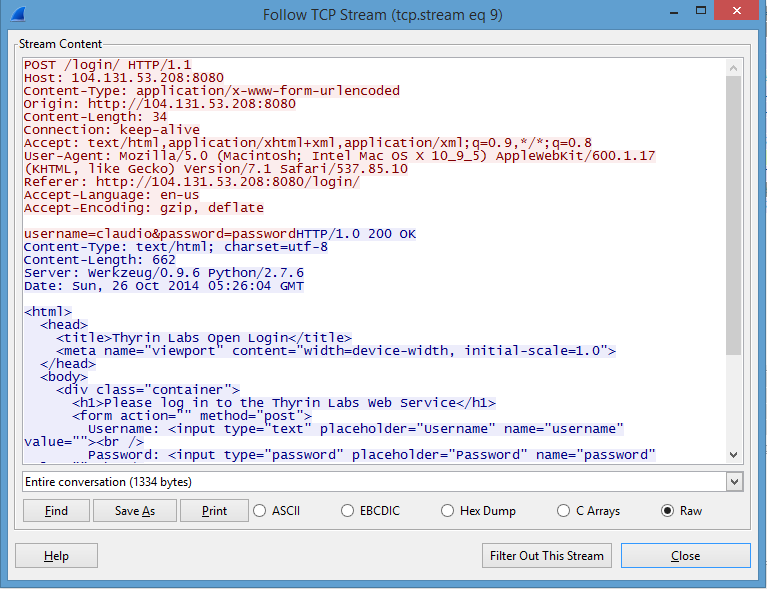 Follow TCP Stream (tcp.stream eq 9)
Stream Content
POST /login/ HTTP/1.1
Host: 104.131.53.208:8080
Content-Type: application/x-www-form-urlencoded
Origin: http://104.131.53.208:8080
Content-Length: 34
Connection: keep-alive
Accept: text/html,application/xhtml+xml,application/xml;q=0.9,*/*;q=0.8
User-Agent: Mozilla/5.0 (Macintosh; Intel Mac OS X 10_9_5) AppleWebKit/600.1.17
(KHTML, like Gecko) Version/7.1 Safari/537.85.10
Referer: http://104.131.53.208:8080/login/
Accept-Language: en-us
Accept-Encoding: gzip, deflate
username=claudio&password=passwordHTTP/1.0 200 OK
Content-Type: text/html; charset=utf-8
Content-Length: 662
Server: Werkzeug/0.9.6 Python/2.7.6
Date: Sun, 26 Oct 2014 05:26:04 GMT
<html>
<head>
<title>Thyrin Labs Open Login</title>
<meta name="viewport" content="width=device-width, initial-scale=1.0">
</head>
<body>
<div class="container">
<h1>Please log in to the Thyrin Labs Web Service</h1>
<form action="" method="post">
Username: <input type="text" placeholder="Username" name="username"
value=""><br />
Password: <input type="password" placeholder="Password" name="password"
Entire conversation (1334 bytes)
Find Save As Print ASCII EBCDIC Hex Dump C Arrays Raw
Help Filter Out This Stream Close